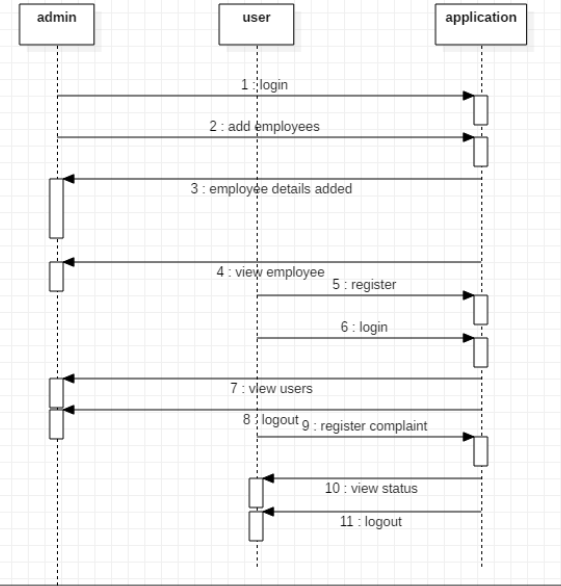 admin
user
application
1 : login
2 : add employees
3 : employee details added
4 : view employee
5 : register
6 : login
7 : view users
8 : logout
9 : register complaint
10 : view status
11 : logout